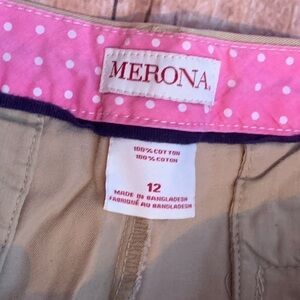 MERONA
100% COTTON
100% COTON
12
MADE IN BANGLADESH
FABRIQUÉ AU BANGLADESH